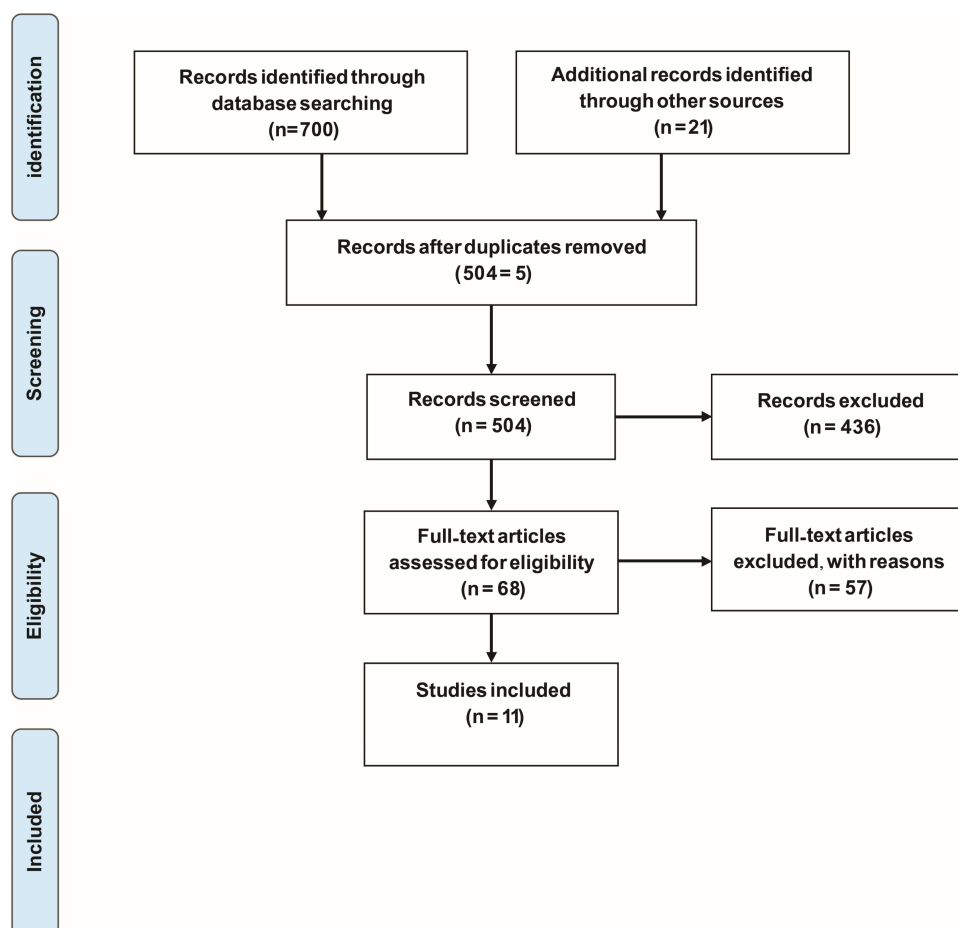 identification
Records identified through
database searching
(n=700)
Additional records identified
through other sources
(n=21)
Records after duplicates removed
(504=5)
Screening
Records screened
(n=504)
Records excluded
(n=436)
Eligibility
Full-text articles
assessed for eligibility
(n=68)
Full-text articles
excluded, with reasons
(n=57)
Studies included
(n=11)
Included